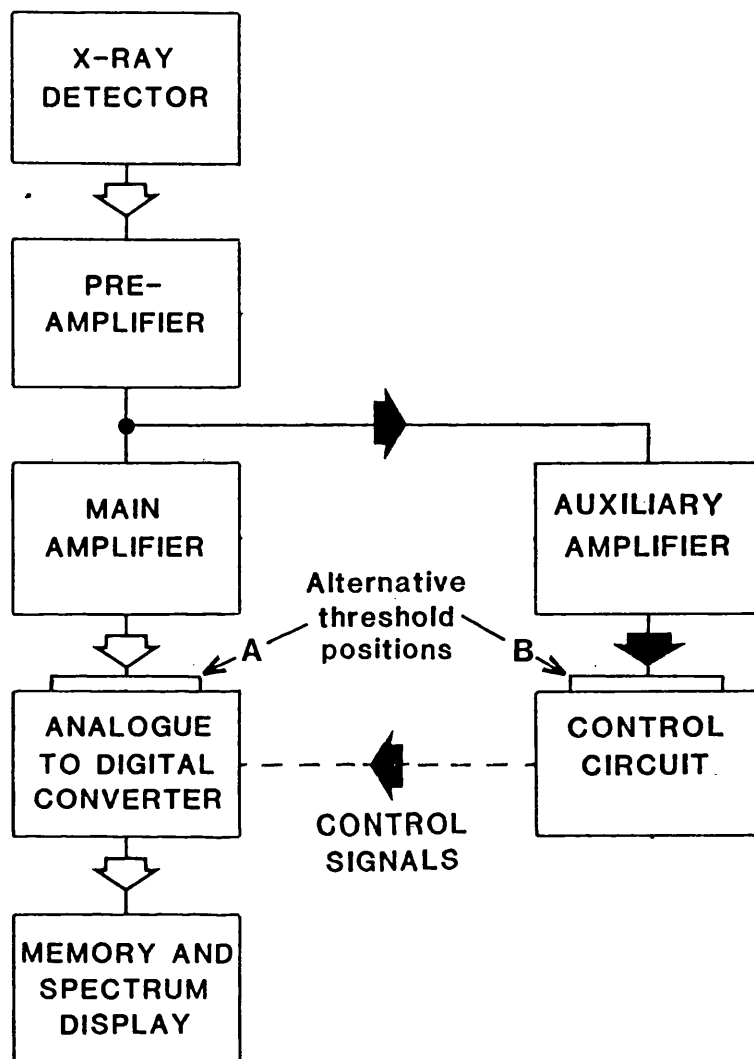 X-RAY
DETECTOR
PRE-
AMPLIFIER
MAIN
AMPLIFIER
AUXILIARY
AMPLIFIER
Alternative
threshold
positions
A
B
ANALOGUE
TO DIGITAL
CONVERTER
CONTROL
CIRCUIT
CONTROL
SIGNALS
MEMORY AND
SPECTRUM
DISPLAY